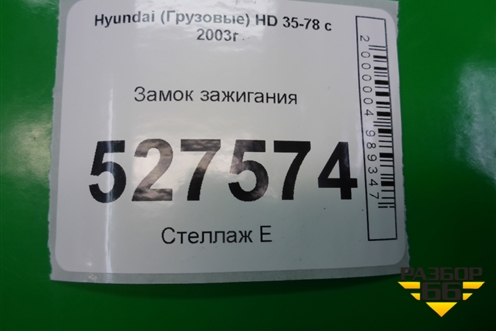 Hyundai (Грузовые) HD 35-78 с
2003г
Замок зажигания
527574
Стеллаж Е
2000004989347
РАЗБОР
66